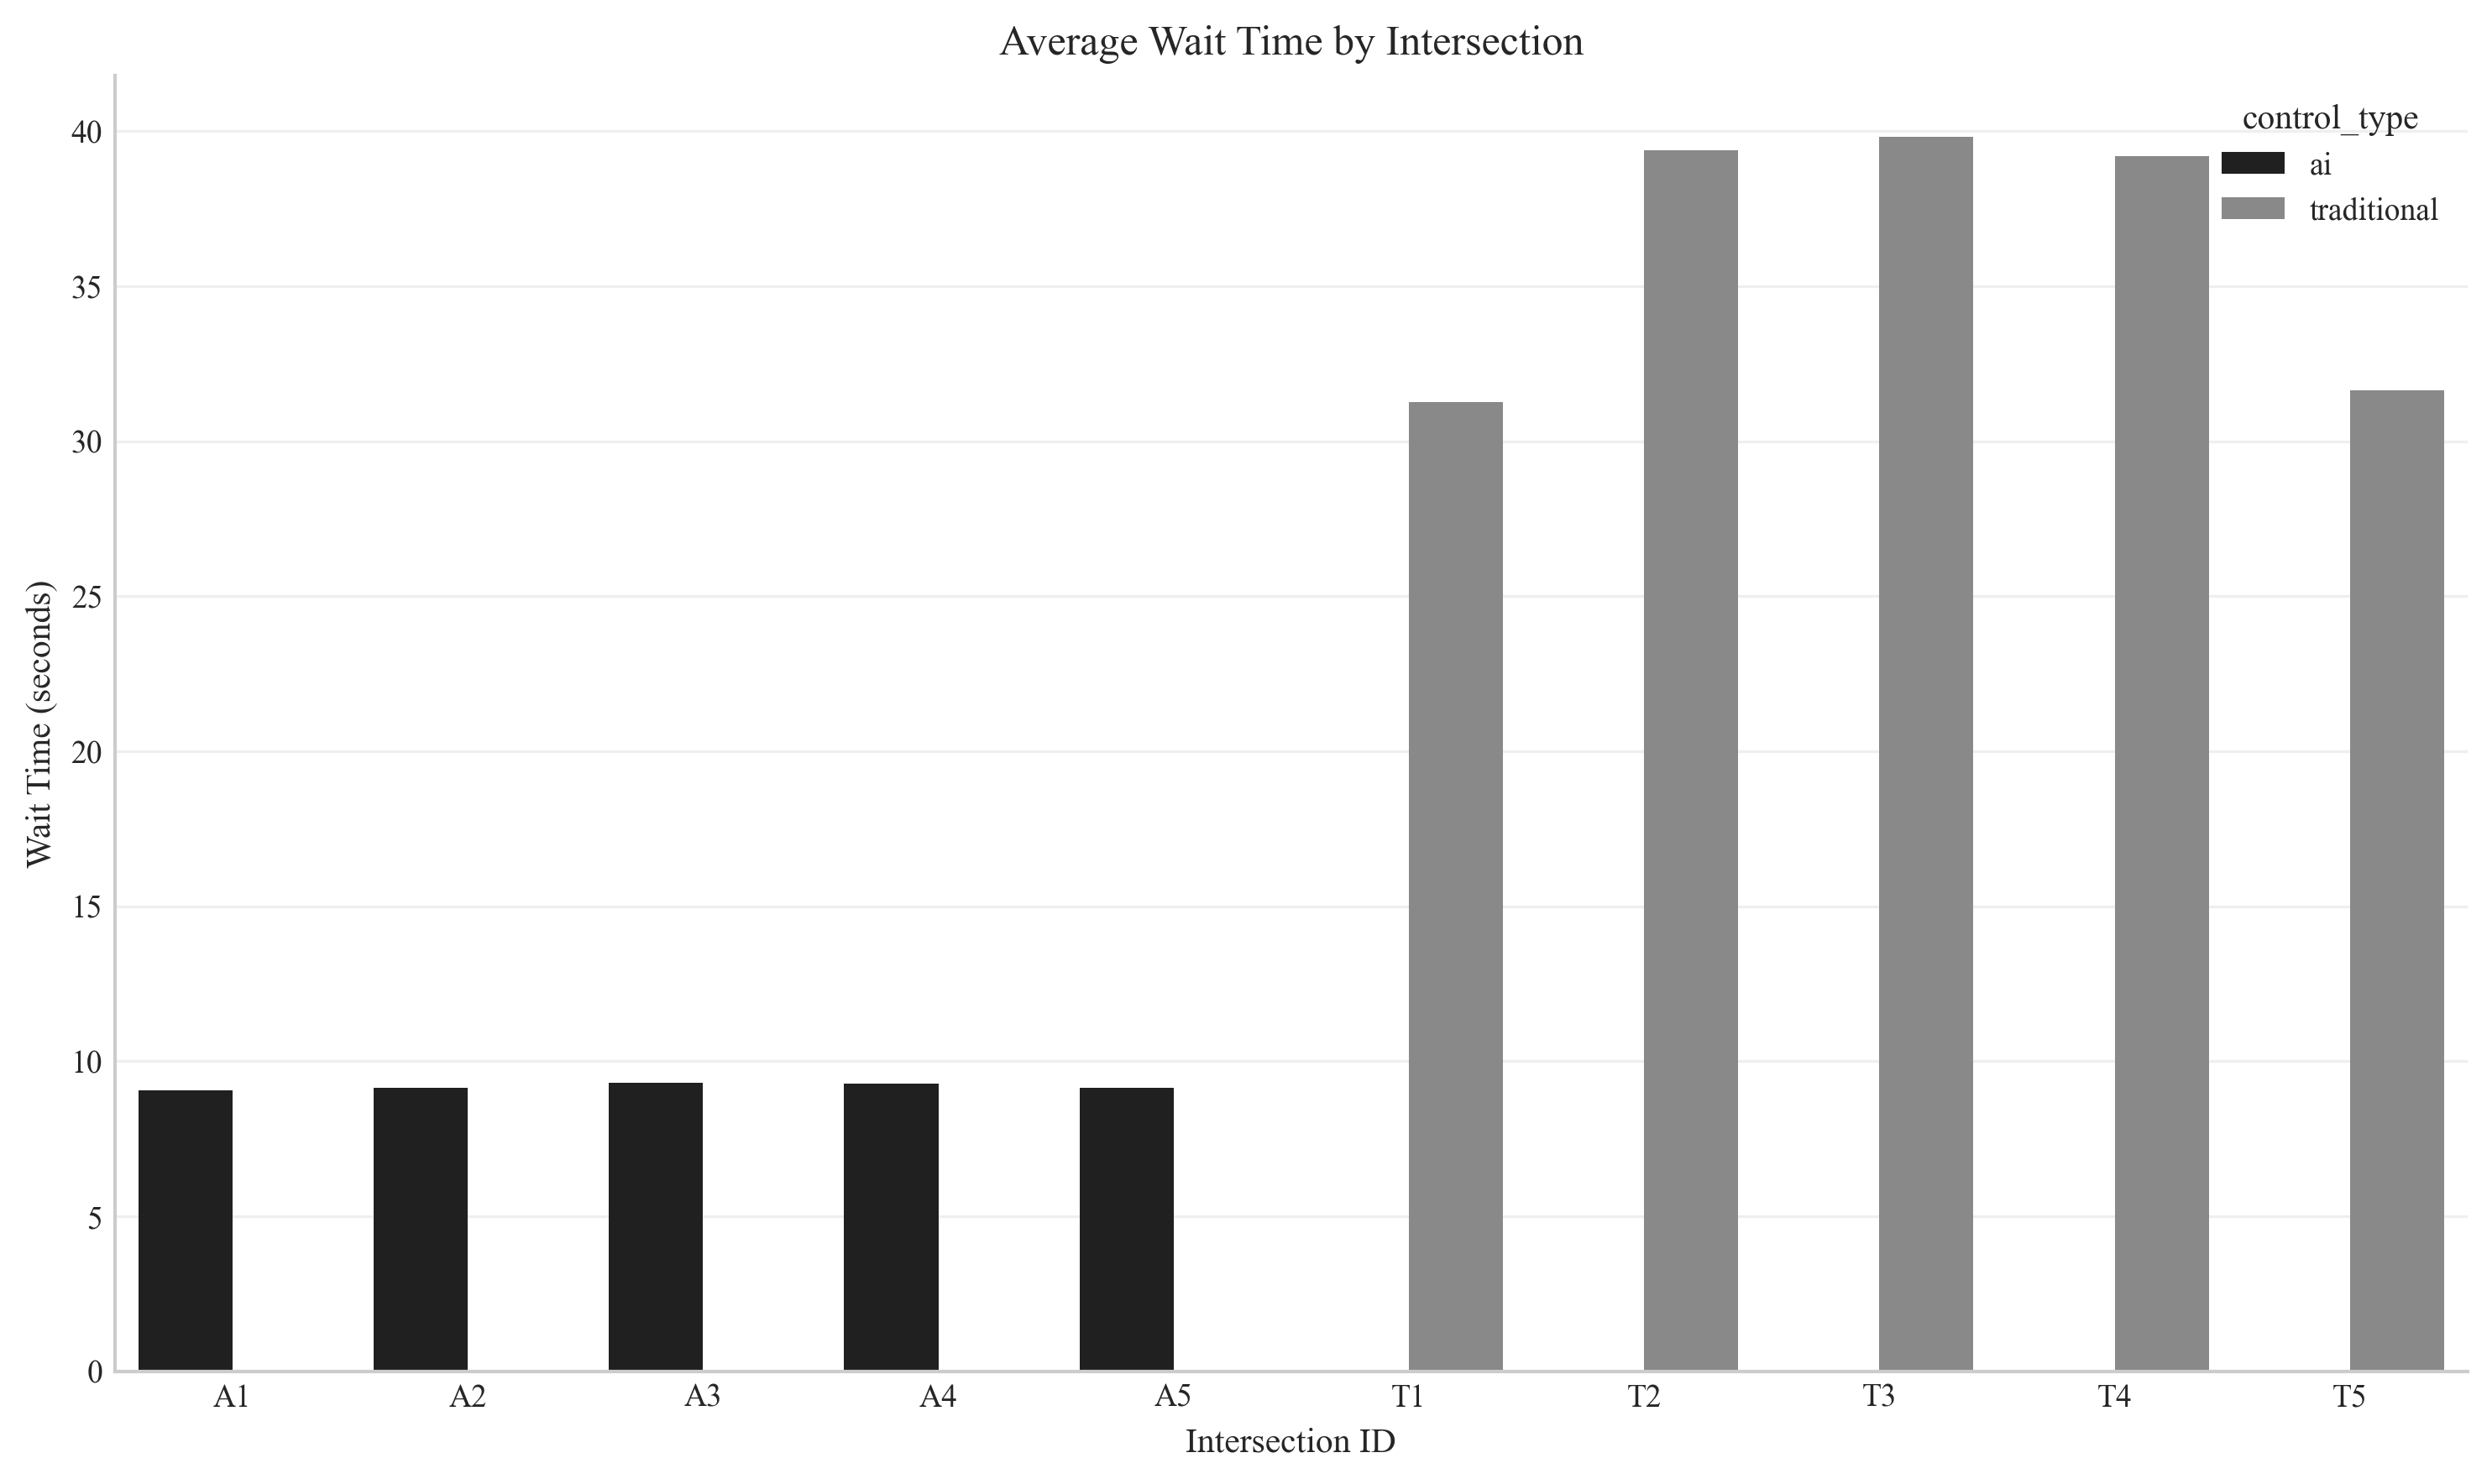 Average Wait Time by Intersection
control_type
ai
traditional
Wait Time (seconds)
40
35
30
25
20
15
10
5
0
A1 A2 A3 A4 A5 T1 T2 T3 T4 T5
Intersection ID